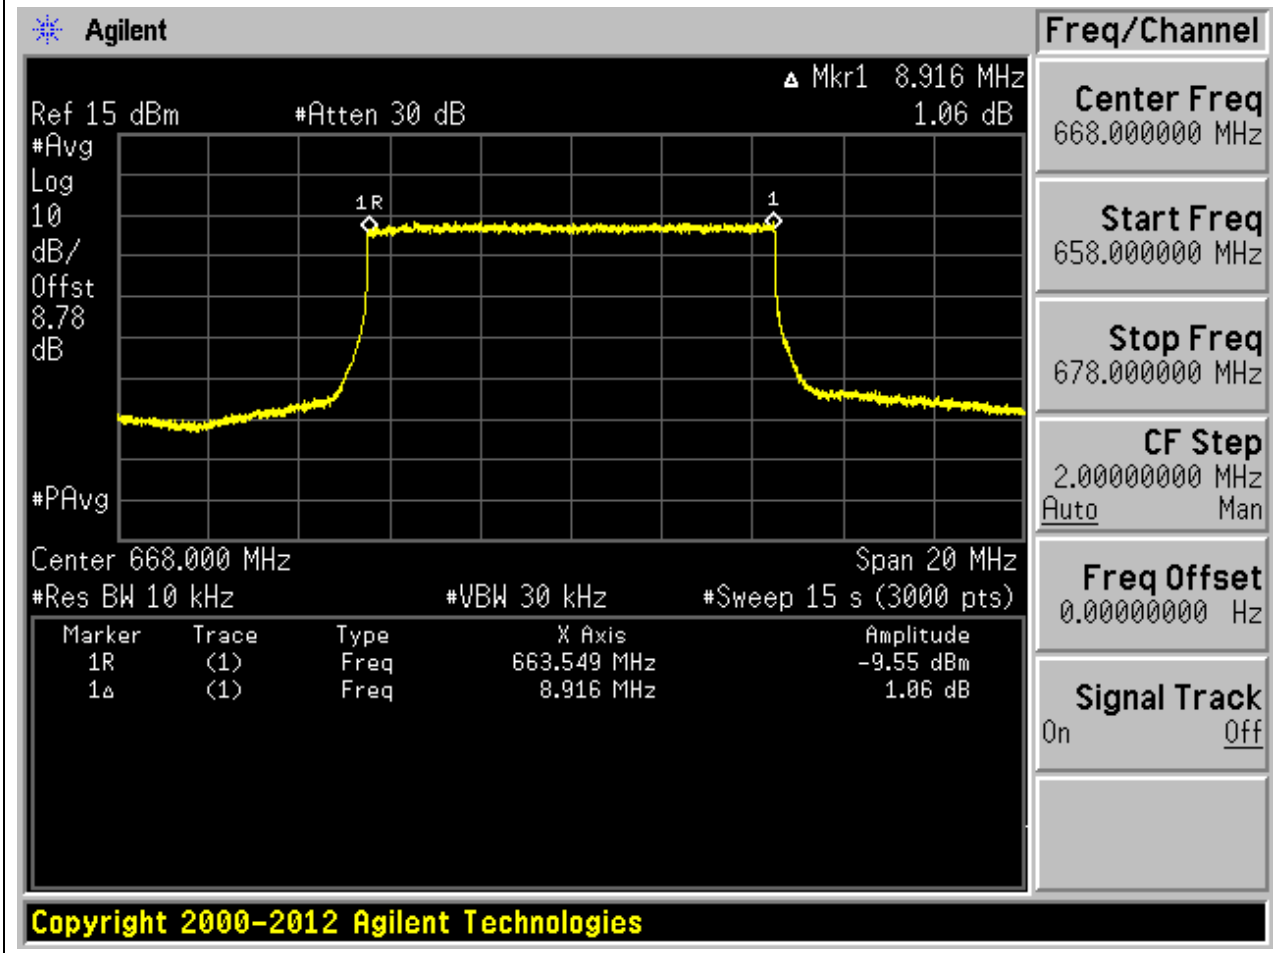 Agilent
Freq/Channel
▵ Mkr1 8.916 MHz
Ref 15 dBm #Atten 30 dB 1.06 dB
#Avg
Log
10
dB/
Offst
8.78
dB
1R
1
#PAvg
Center 668.000 MHz Span 20 MHz
#Res BW 10 kHz #VBW 30 kHz #Sweep 15 s (3000 pts)
Marker Trace Type X Axis Amplitude
1R (1) Freq 663.549 MHz -9.55 dBm
1▵ (1) Freq 8.916 MHz 1.06 dB
Center Freq
668.000000 MHz
Start Freq
658.000000 MHz
Stop Freq
678.000000 MHz
CF Step
2.00000000 MHz
Auto Man
Freq Offset
0.00000000 Hz
Signal Track
On Off
Copyright 2000-2012 Agilent Technologies